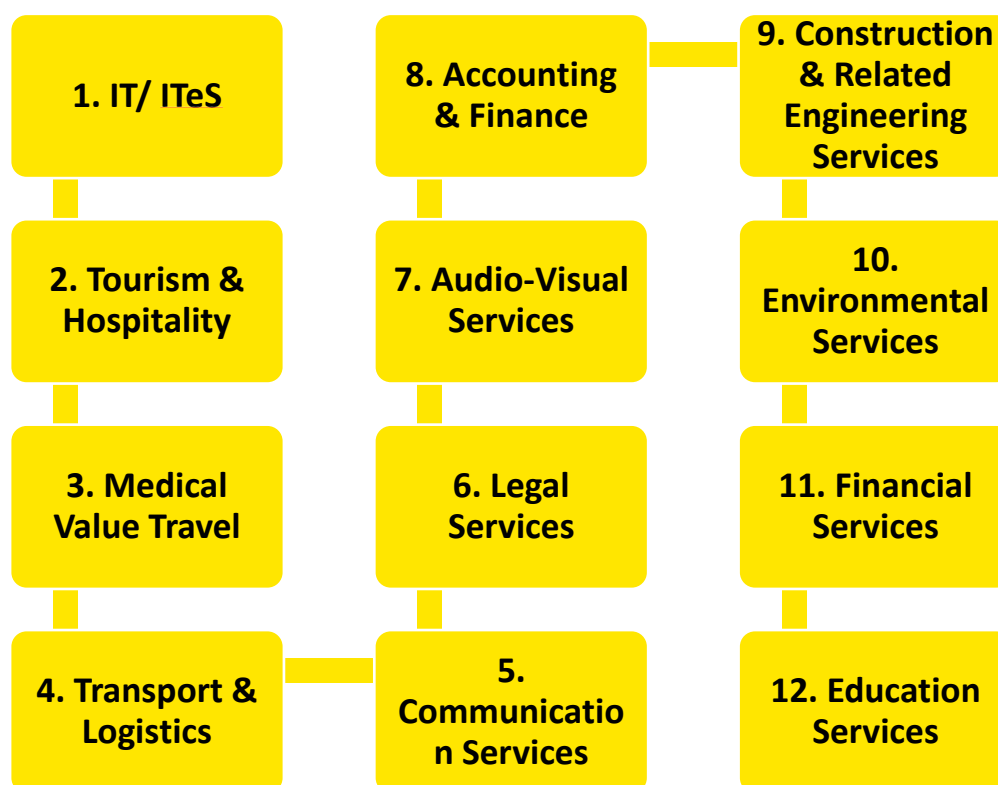 1. IT/ ITeS
2. Tourism &
Hospitality
3. Medical
Value Travel
4. Transport &
Logistics
5.
Communicatio
n Services
6. Legal
Services
7. Audio-Visual
Services
8. Accounting
& Finance
9. Construction
& Related
Engineering
Services
10.
Environmental
Services
11. Financial
Services
12. Education
Services